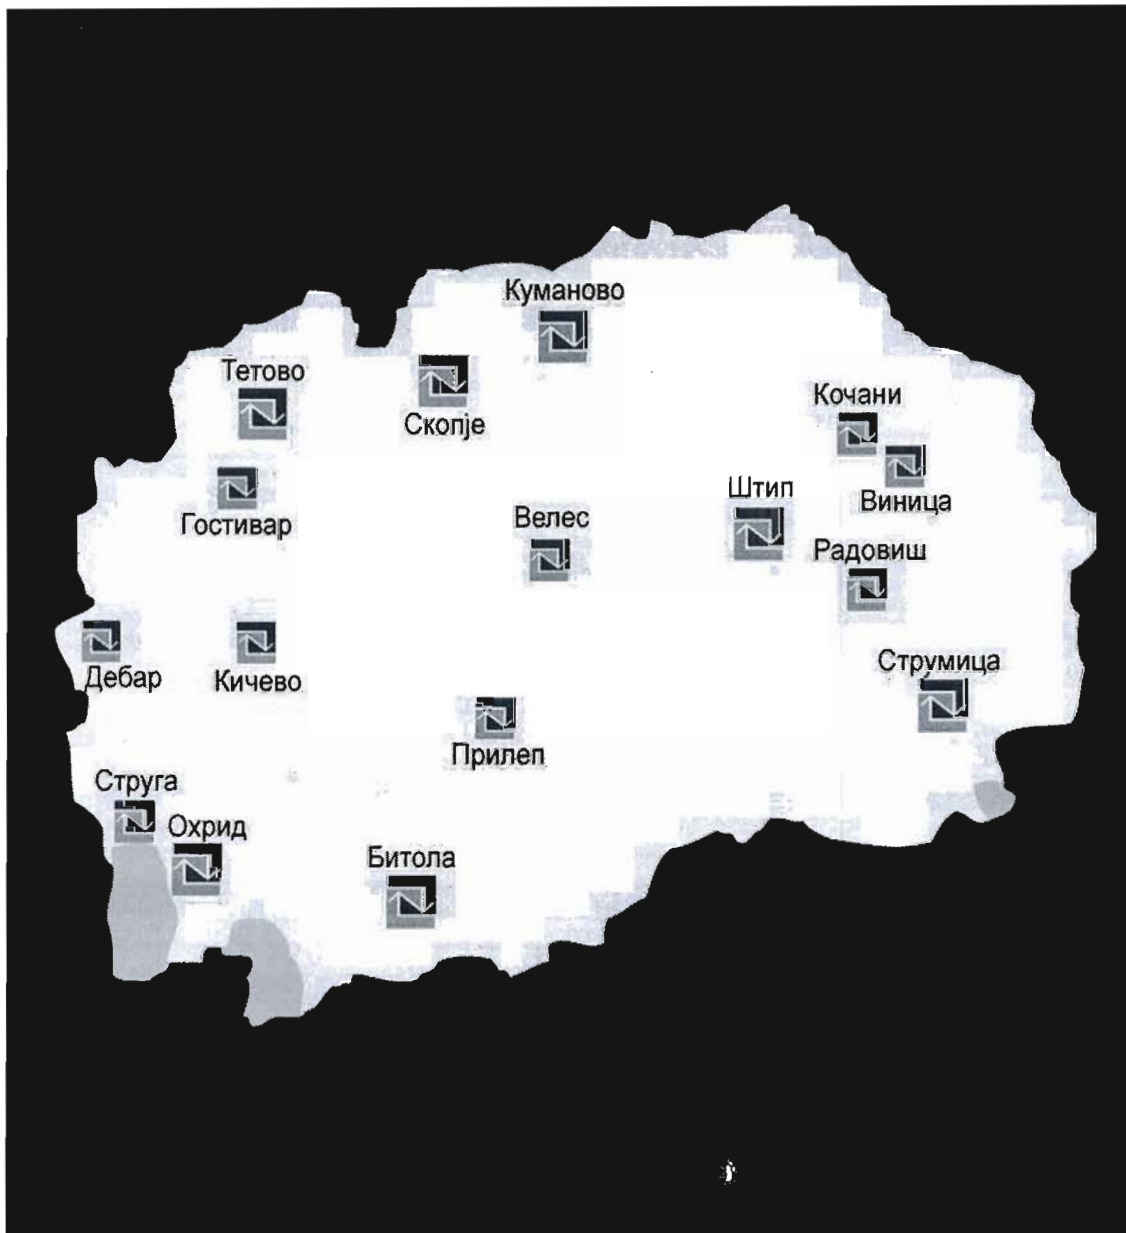 Куманово
Тетово
Скопје
Кочани
Гостивар
Штип
Виница
Велес
Радовиш
Дебар
Кичево
Струмица
Прилеп
Струга
Охрид
Битола